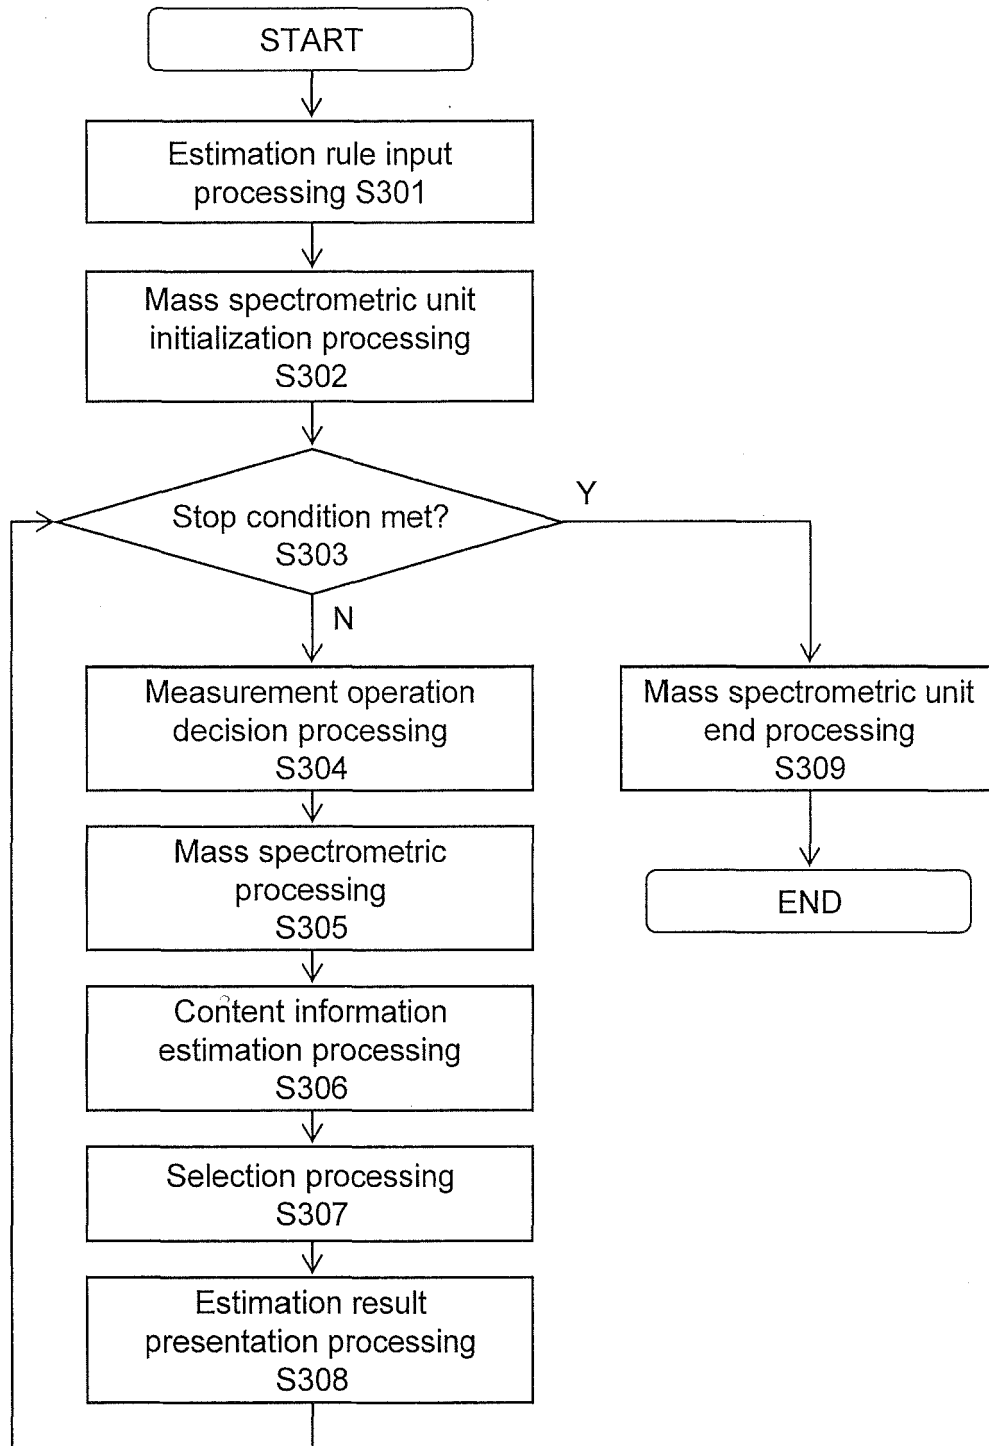 START
Estimation rule input
processing S301
Mass spectrometric unit
initialization processing
S302
Stop condition met?
S303
Y
N
Measurement operation
decision processing
S304
Mass spectrometric unit
end processing
S309
Mass spectrometric
processing
S305
END
Content information
estimation processing
S306
Selection processing
S307
Estimation result
presentation processing
S308